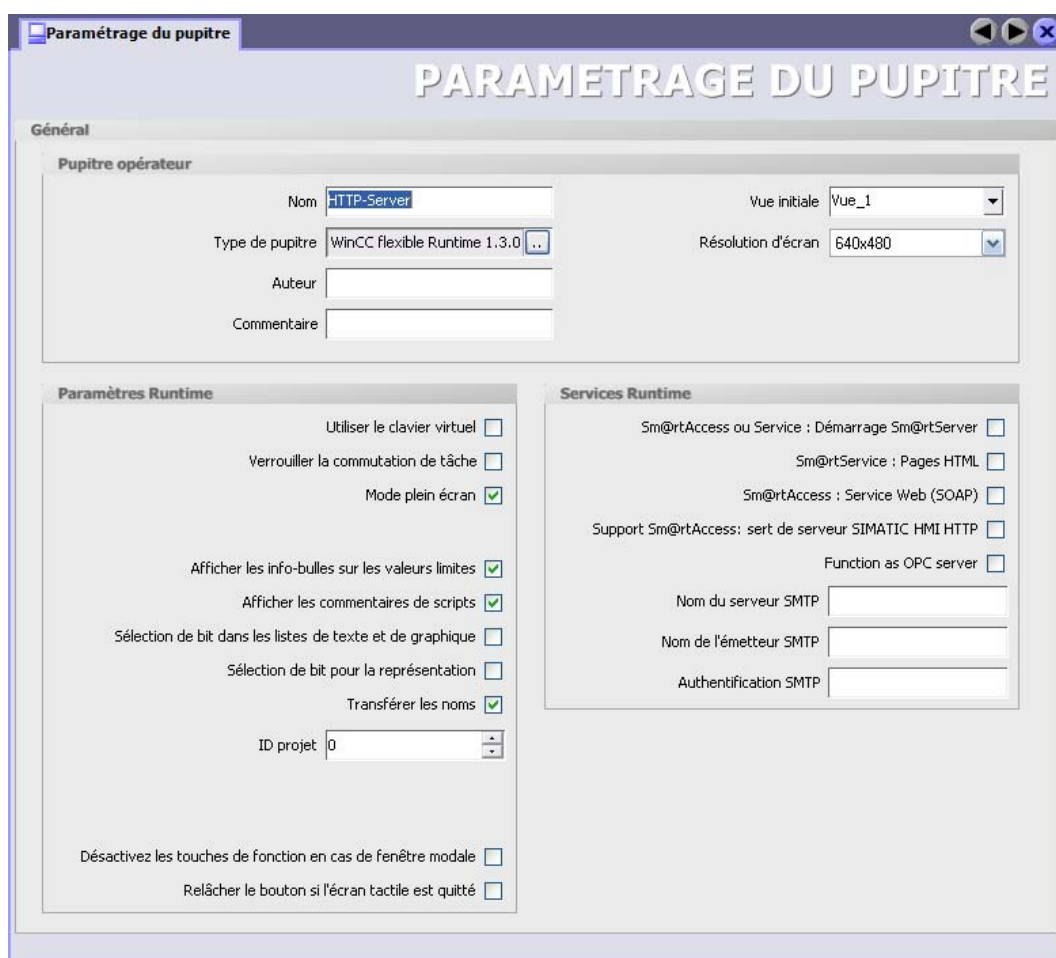 Paramétrage du pupitre
PARAMETRAGE DU PUPITRE
Général
Pupitre opérateur
Nom HTTP-Server
Vue initiale Vue_1
Type de pupitre WinCC flexible Runtime 1.3.0 ..
Résolution d'écran 640x480
Auteur
Commentaire
Paramètres Runtime
Utiliser le clavier virtuel
Verrouiller la commutation de tâche
Mode plein écran
Afficher les info-bulles sur les valeurs limites
Afficher les commentaires de scripts
Sélection de bit dans les listes de texte et de graphique
Sélection de bit pour la représentation
Transférer les noms
ID projet 0
Désactivez les touches de fonction en cas de fenêtre modale
Relâcher le bouton si l'écran tactile est quitté
Services Runtime
Sm@rtAccess ou Service : Démarrage Sm@rtServer
Sm@rtService : Pages HTML
Sm@rtAccess : Service Web (SOAP)
Support Sm@rtAccess: sert de serveur SIMATIC HMI HTTP
Function as OPC server
Nom du serveur SMTP
Nom de l'émetteur SMTP
Authentification SMTP